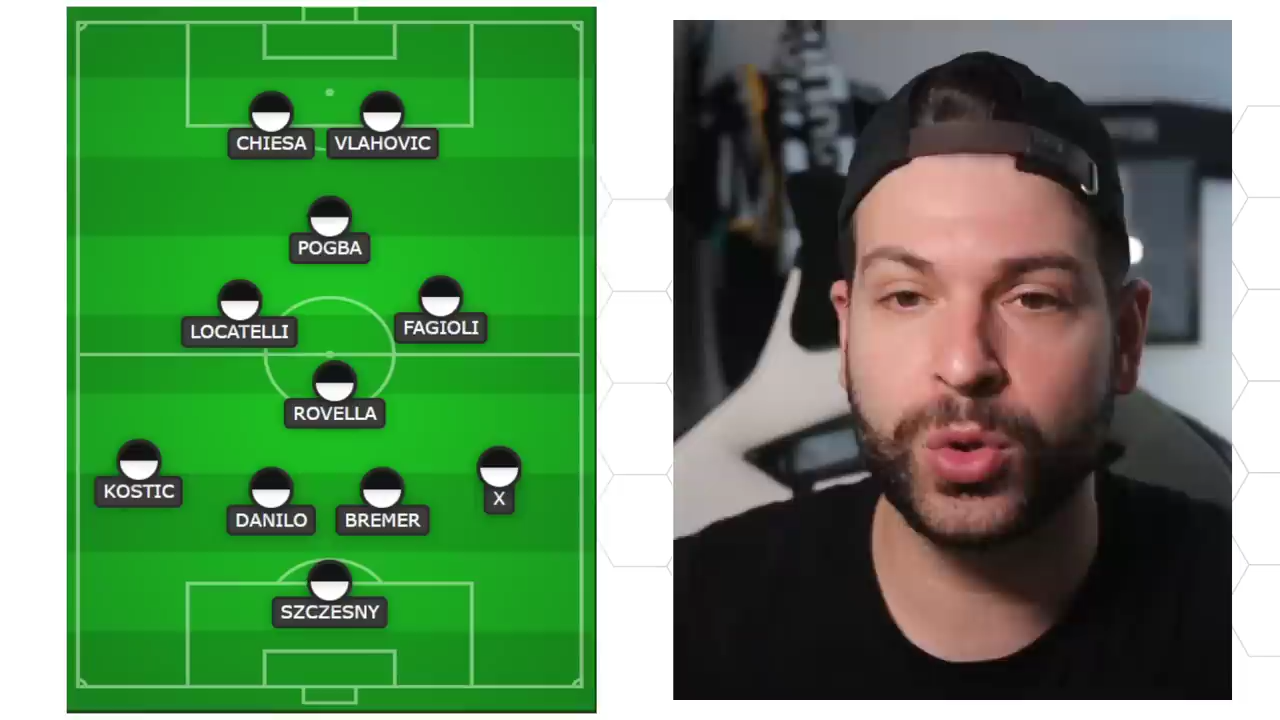 CHIESA
VLAHOVIC
POGBA
LOCATELLI
FAGIOLI
ROVELLA
KOSTIC
X
DANILO
BREMER
SZCZESNY